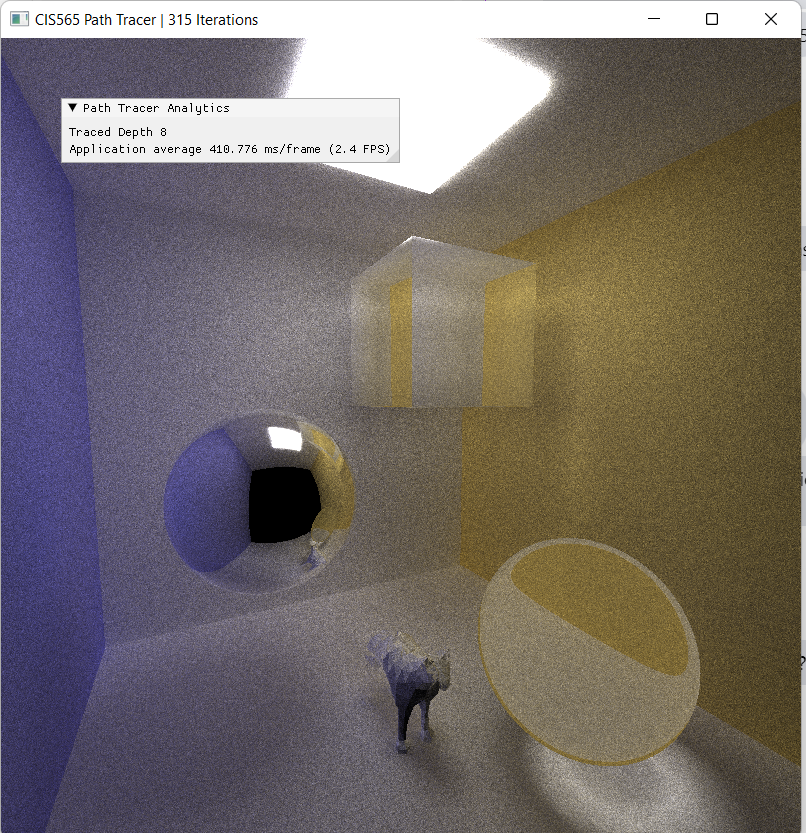 CIS565 Path Tracer | 315 Iterations
Path Tracer Analytics
Traced Depth 8
Application average 410.776 ms/frame (2.4 FPS)